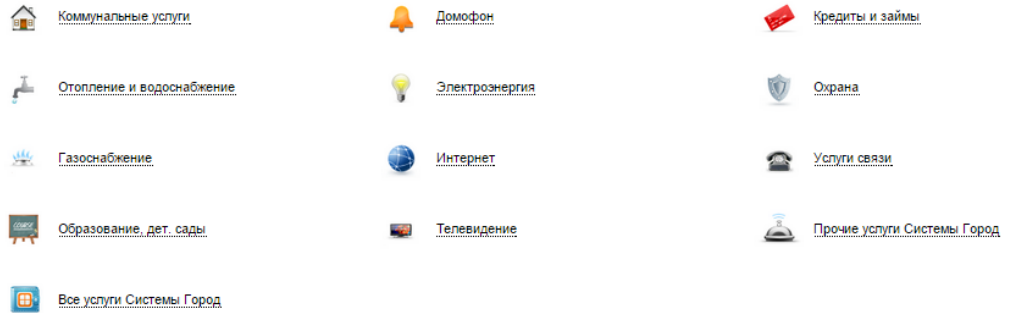 Коммунальные услуги
Домофон
Кредиты и займы
Отопление и водоснабжение
Электроэнергия
Охрана
Газоснабжение
Интернет
Услуги связи
Образование, дет. сады
Телевидение
Прочие услуги Системы Город
Все услуги Системы Город